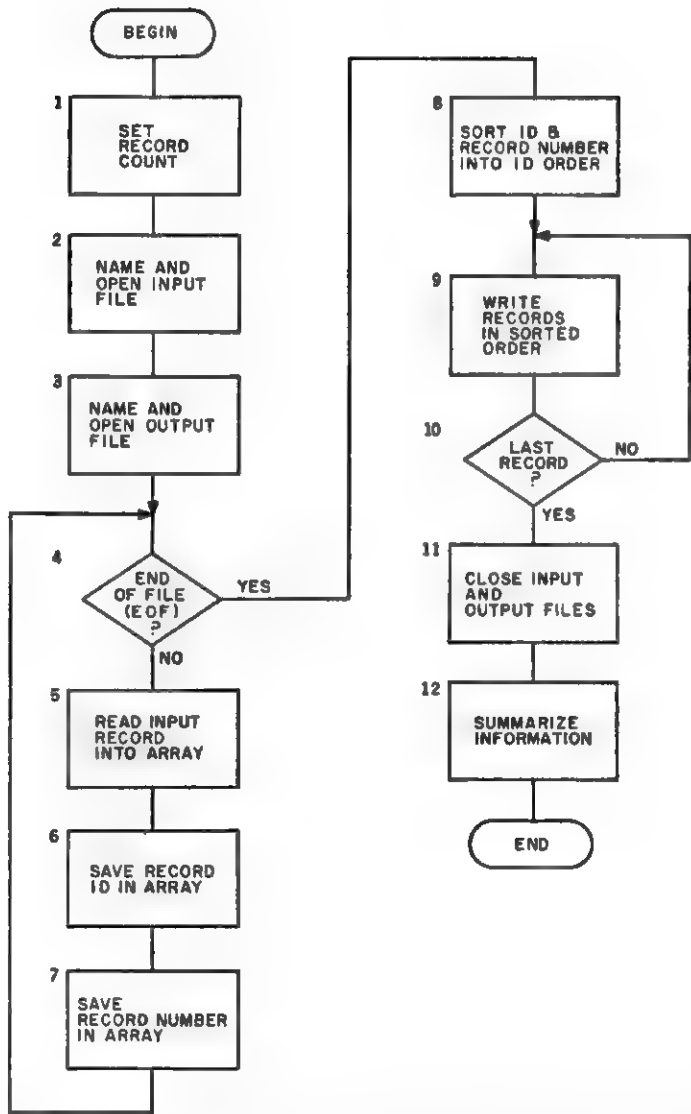 BEGIN
1
SET
RECORD
COUNT
2
NAME AND
OPEN INPUT
FILE
3
NAME AND
OPEN OUTPUT
FILE
4
END
OF FILE
(EOF)
?
YES
NO
5
READ INPUT
RECORD
INTO ARRAY
6
SAVE RECORD
ID IN ARRAY
7
SAVE
RECORD NUMBER
IN ARRAY
8
SORT ID &
RECORD NUMBER
INTO ID ORDER
9
WRITE
RECORDS
IN SORTED
ORDER
10
LAST
RECORD
?
NO
YES
11
CLOSE INPUT
AND
OUTPUT FILES
12
SUMMARIZE
INFORMATION
END